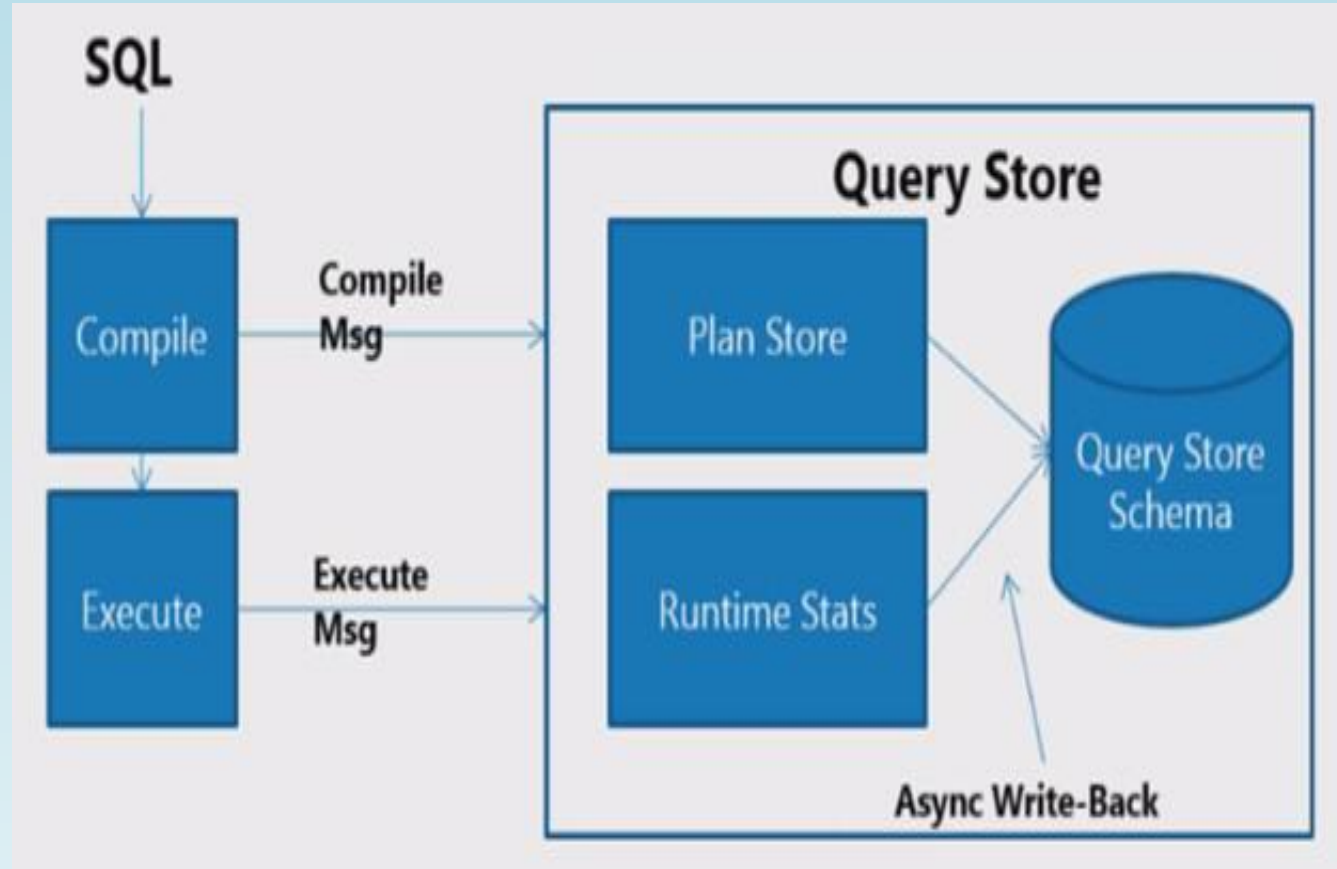 SQL
Query Store
Compile
Compile
Msg
Plan Store
Query Store
Schema
Execute
Execute
Msg
Runtime Stats
Async Write-Back